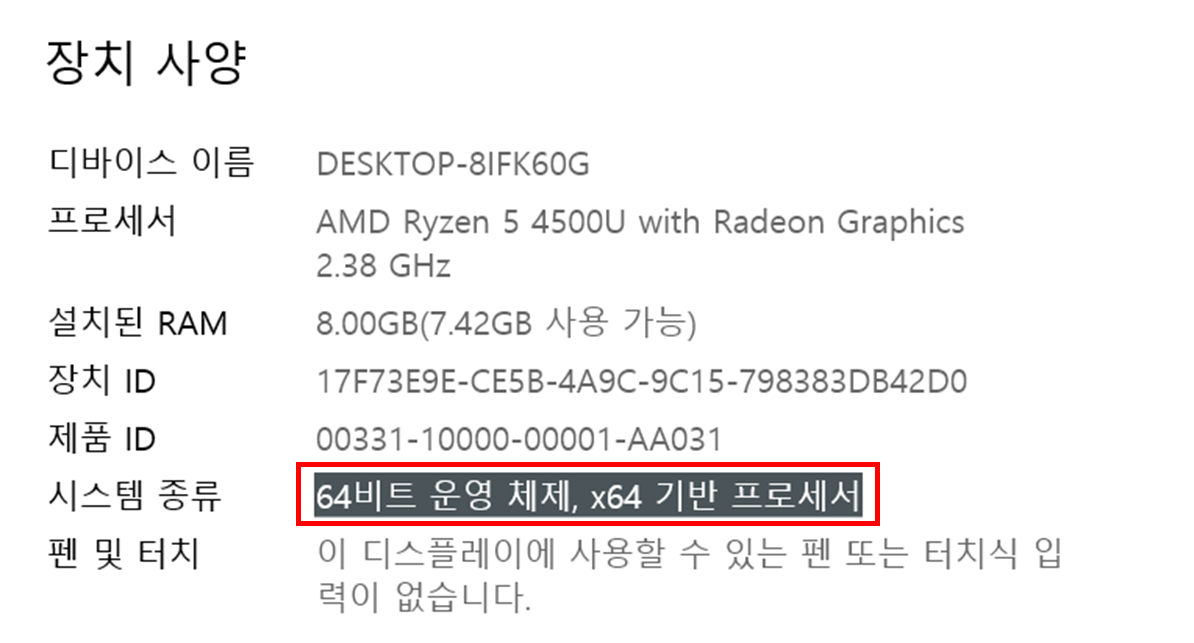 장치 사양
디바이스 이름 DESKTOP-8IFK60G
프로세서 AMD Ryzen 5 4500U with Radeon Graphics
2.38 GHz
설치된 RAM 8.00GB(7.42GB 사용 가능)
장치 ID 17F73E9E-CE5B-4A9C-9C15-798383DB42D0
제품 ID 00331-10000-00001-AA031
시스템 종류 64비트 운영 체제, x64 기반 프로세서
펜 및 터치 이 디스플레이에 사용할 수 있는 펜 또는 터치식 입
력이 없습니다.